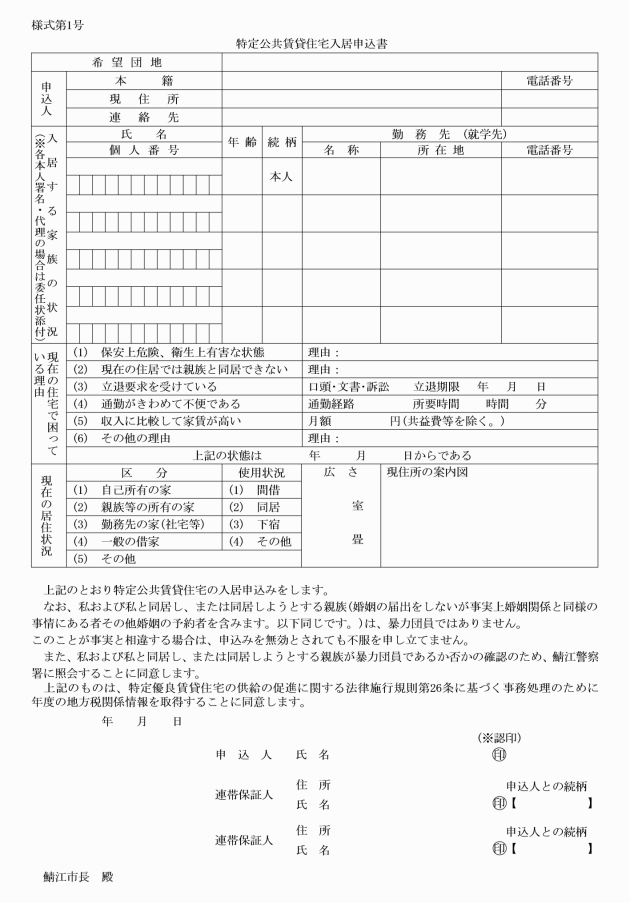 様式第1号
特定公共賃貸住宅入居申込書
希望団地
申込人
本籍
電話番号
現住所
連絡先
入居する家族の状況
(※各本人署名・代理の場合は委任状添付)
氏名
年齢
続柄
勤務先(就学先)
個人番号
名称
所在地
電話番号
本人
現在の住宅で困っている理由
(1) 保安上危険、衛生上有害な状態
理由：
(2) 現在の住居では親族と同居できない
理由：
(3) 立退要求を受けている
口頭・文書・訴訟 立退期限 年 月 日
(4) 通勤がきわめて不便である
通勤経路 所要時間 時間 分
(5) 収入に比較して家賃が高い
月額 円(共益費等を除く。)
(6) その他の理由
理由：
上記の状態は 年 月 日からである
現在の居住状況
区分
使用状況
広さ
現住所の案内図
(1) 自己所有の家
(1) 間借
(2) 親族等の所有の家
(2) 同居
室
(3) 勤務先の家(社宅等)
(3) 下宿
(4) 一般の借家
(4) その他
畳
(5) その他
上記のとおり特定公共賃貸住宅の入居申込みをします。
なお、私および私と同居し、または同居しようとする親族(婚姻の届出をしないが事実上婚姻関係と同様の
事情にある者その他婚姻の予約者を含みます。以下同じです。)は、暴力団員ではありません。
このことが事実と相違する場合は、申込みを無効とされても不服を申し立てません。
また、私および私と同居し、または同居しようとする親族が暴力団員であるか否かの確認のため、鯖江警察
署に照会することに同意します。
上記のものは、特定優良賃貸住宅の供給の促進に関する法律施行規則第26条に基づく事務処理のために
年度の地方税関係情報を取得することに同意します。
年 月 日
(※認印)
申込人 氏名 ㊞
連帯保証人
住所 申込人との続柄
氏名 ㊞【 】
連帯保証人
住所 申込人との続柄
氏名 ㊞【 】
鯖江市長 殿